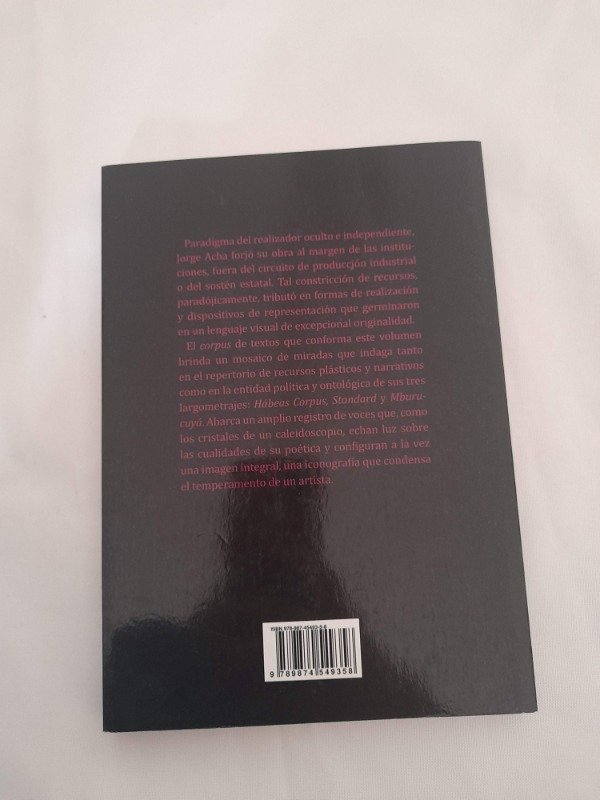 Paradigma del realizador oculto e independiente,
Jorge Acha forjó su obra al margen de las institu-
ciones, fuera del circuito de producción industrial
o del sostén estatal. Tal constricción de recursos,
paradójicamente, tributó en formas de realización
y dispositivos de representación que germinaron
en un lenguaje visual de excepcional originalidad.
El corpus de textos que conforma este volumen
brinda un mosaico de miradas que indaga tanto
en el repertorio de recursos plásticos y narrativos
como en la entidad política y ontológica de sus tres
largometrajes: Hábeas Corpus, Standard y Mburu-
cuyá. Abarca un amplio registro de voces que, como
los cristales de un caleidoscopio, echan luz sobre
las cualidades de su poética y configuran a la vez
una imagen integral, una iconografía que condensa
el temperamento de un artista.
ISBN 978-987-45493-5-8
9 789874 549358